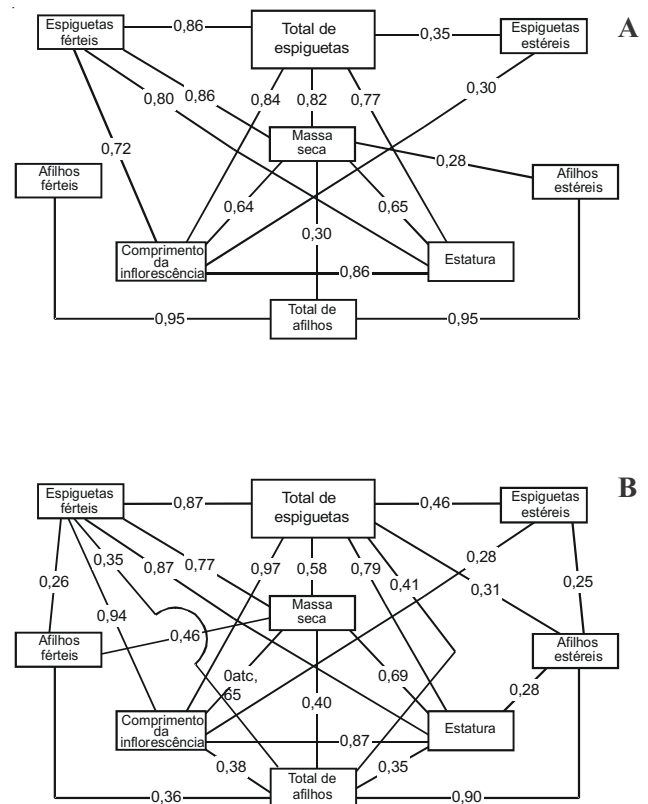 Espiguetas
férteis
0,86
Total de
espiguetas
0,35
Espiguetas
estéreis
A
0,80
0,86
0,84
0,82
0,77
0,30
0,72
Massa
seca
0,28
Afilhos
férteis
Afilhos
estéreis
0,64
0,65
0,30
Comprimento
da
inflorescência
0,86
Estatura
0,95
Total de
afilhos
0,95
Espiguetas
férteis
0,87
Total de
espiguetas
0,46
Espiguetas
estéreis
B
0,35
0,77
0,87
0,97
0,58
0,79
0,41
0,28
0,26
0,94
0,31
0,25
Massa
seca
Afilhos
férteis
0,46
Afilhos
estéreis
0atc,
65
0,69
0,28
0,40
Comprimento
da
inflorescência
0,87
Estatura
0,38
0,35
Total de
afilhos
0,36
0,90